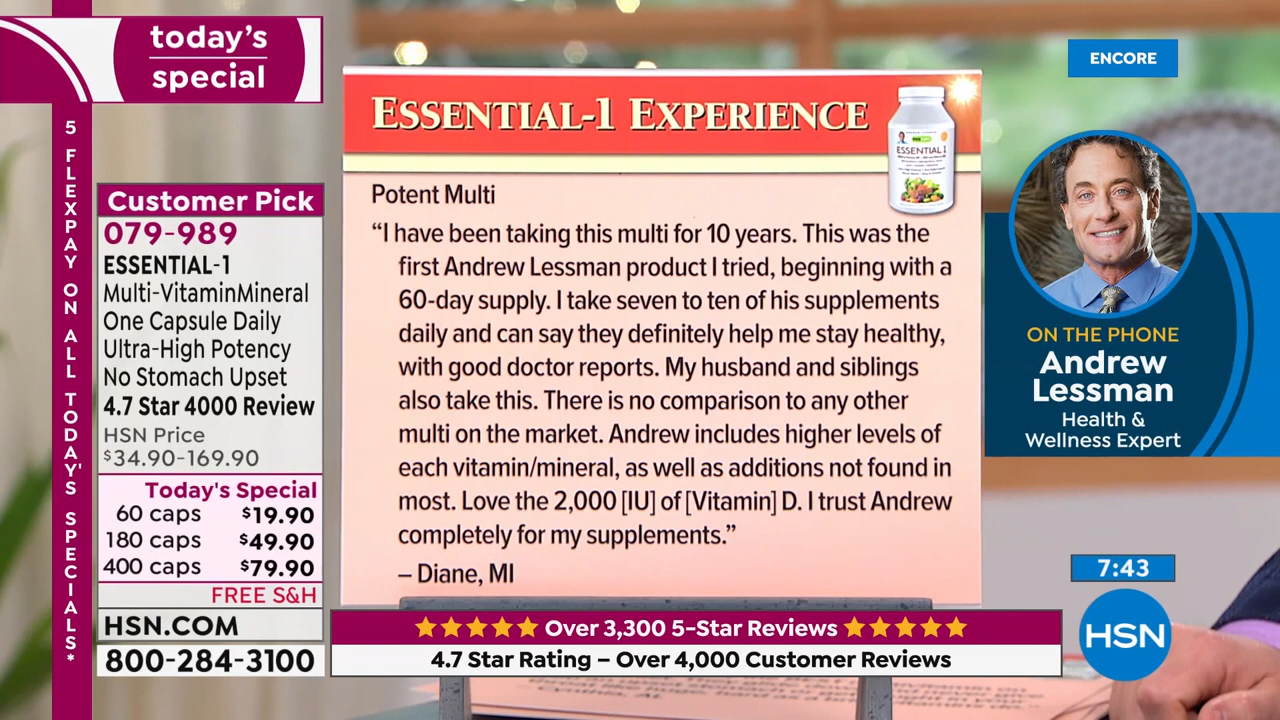 today's
special
5 FLEXPAY ON ALL TODAY'S SPECIALS*
Customer Pick
079-989
ESSENTIAL-1
Multi-VitaminMineral
One Capsule Daily
Ultra-High Potency
No Stomach Upset
4.7 Star 4000 Review
HSN Price
$34.90-169.90
Today's Special
60 caps $19.90
180 caps $49.90
400 caps $79.90
FREE S&H
HSN.COM
800-284-3100
ESSENTIAL-1 EXPERIENCE
ESSENTIAL 1
Potent Multi
“I have been taking this multi for 10 years. This was the
first Andrew Lessman product I tried, beginning with a
60-day supply. I take seven to ten of his supplements
daily and can say they definitely help me stay healthy,
with good doctor reports. My husband and siblings
also take this. There is no comparison to any other
multi on the market. Andrew includes higher levels of
each vitamin/mineral, as well as additions not found in
most. Love the 2,000 [IU] of [Vitamin] D. I trust Andrew
completely for my supplements.”
– Diane, MI
Over 3,300 5-Star Reviews
4.7 Star Rating – Over 4,000 Customer Reviews
ENCORE
ON THE PHONE
Andrew
Lessman
Health &
Wellness Expert
7:43
HSN